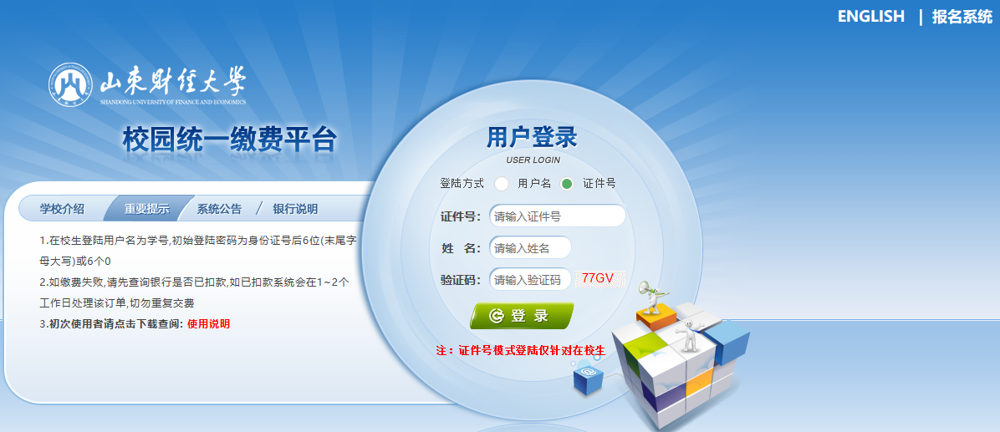 ENGLISH | 报名系统
山东财经大学
SHANDONG UNIVERSITY OF FINANCE AND ECONOMICS
校园统一缴费平台
学校介绍 重要提示 系统公告 / 银行说明
1.在校生登陆用户名为学号,初始登陆密码为身份证号后6位(末尾字
母大写)或6个0
2.如缴费失败,请先查询银行是否已扣款,如已扣款系统会在1~2个
工作日处理该订单,切勿重复交费
3.初次使用者请点击下载查阅: 使用说明
用户登录
USER LOGIN
登陆方式 用户名 证件号
证件号: 请输入证件号
姓 名: 请输入姓名
验证码: 请输入验证码 77GV
登 录
注：证件号模式登陆仅针对在校生
@